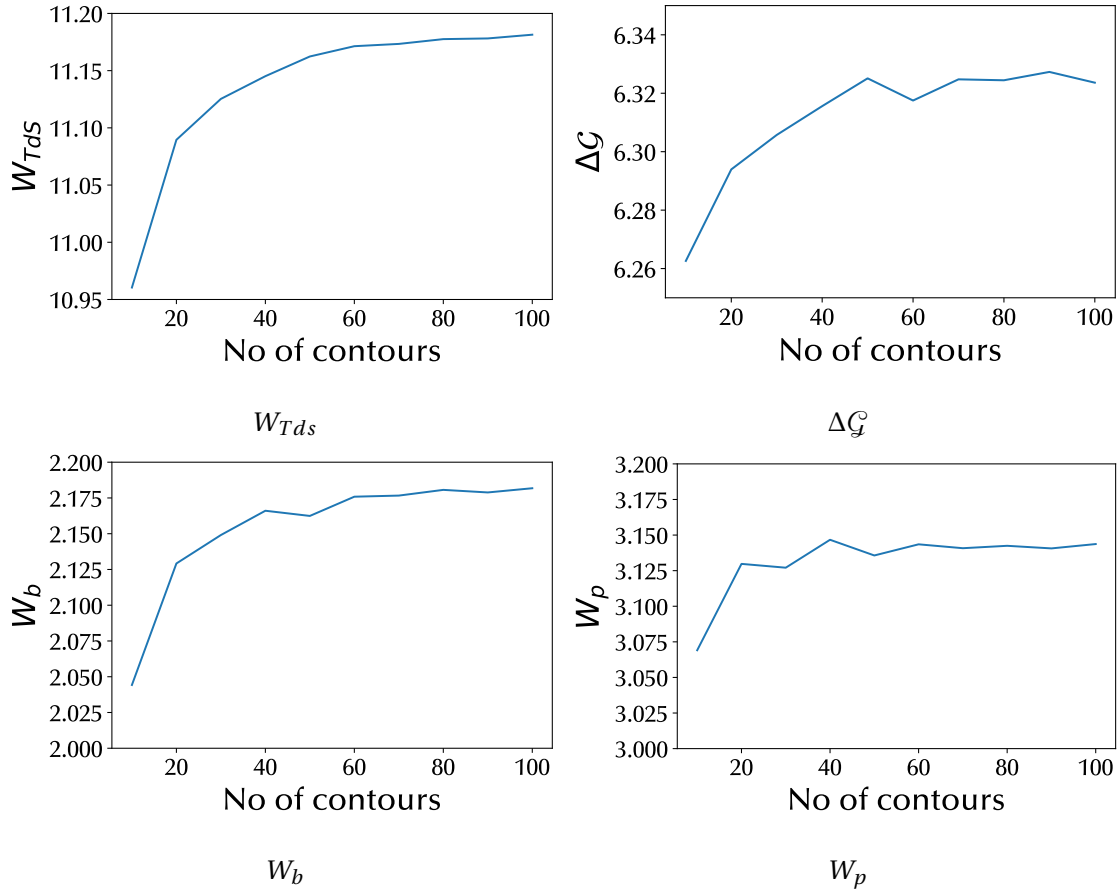 11.20
11.15
11.10
11.05
11.00
10.95
W_{TdS}
20 40 60 80 100
No of contours
W_{Tds}
6.34
6.32
6.30
6.28
6.26
Δ𝒢
20 40 60 80 100
No of contours
Δ𝒢
2.200
2.175
2.150
2.125
2.100
2.075
2.050
2.025
2.000
W_b
20 40 60 80 100
No of contours
W_b
3.200
3.175
3.150
3.125
3.100
3.075
3.050
3.025
3.000
W_p
20 40 60 80 100
No of contours
W_p